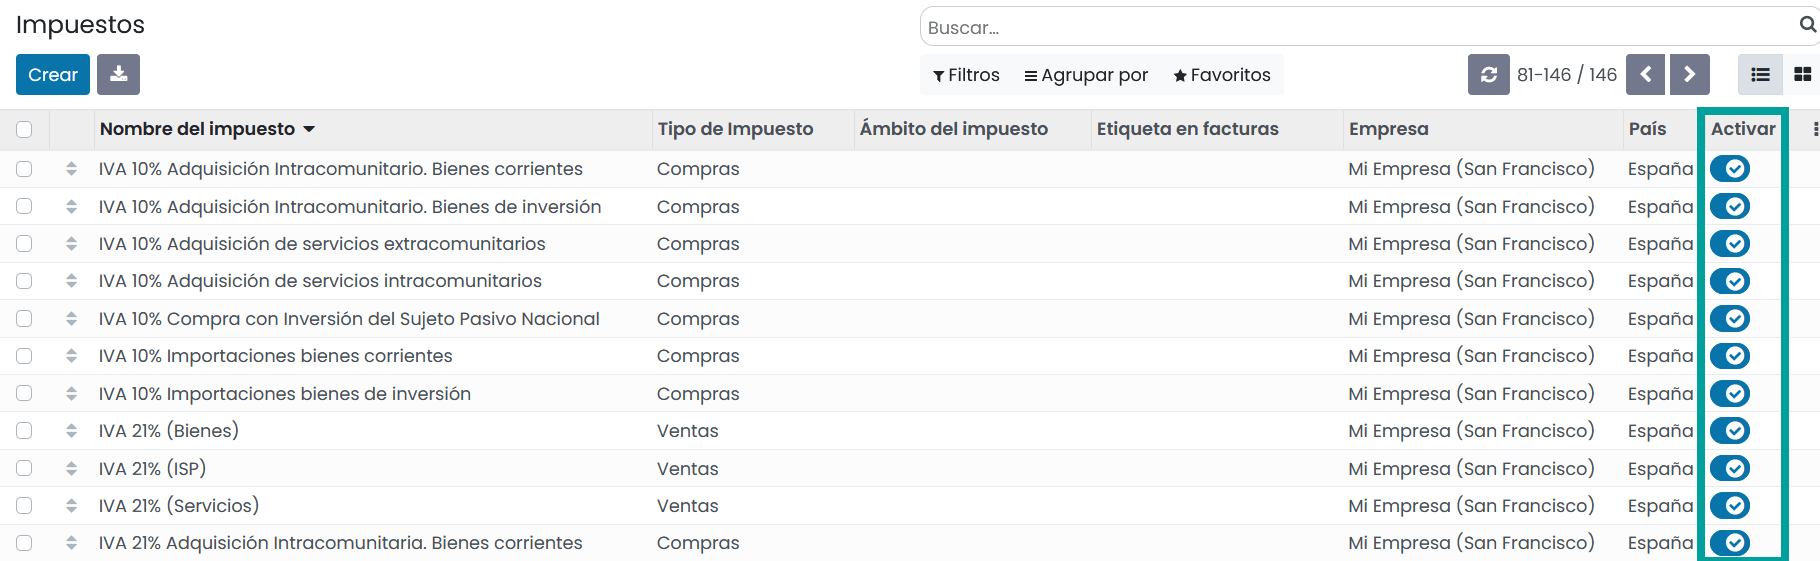 Impuestos
Buscar...
Crear
Filtros Agrupar por Favoritos 81-146 / 146
Nombre del impuesto Tipo de Impuesto Ámbito del impuesto Etiqueta en facturas Empresa País Activar
IVA 10% Adquisición Intracomunitario. Bienes corrientes Compras Mi Empresa (San Francisco) España
IVA 10% Adquisición Intracomunitario. Bienes de inversión Compras Mi Empresa (San Francisco) España
IVA 10% Adquisición de servicios extracomunitarios Compras Mi Empresa (San Francisco) España
IVA 10% Adquisición de servicios intracomunitarios Compras Mi Empresa (San Francisco) España
IVA 10% Compra con Inversión del Sujeto Pasivo Nacional Compras Mi Empresa (San Francisco) España
IVA 10% Importaciones bienes corrientes Compras Mi Empresa (San Francisco) España
IVA 10% Importaciones bienes de inversión Compras Mi Empresa (San Francisco) España
IVA 21% (Bienes) Ventas Mi Empresa (San Francisco) España
IVA 21% (ISP) Ventas Mi Empresa (San Francisco) España
IVA 21% (Servicios) Ventas Mi Empresa (San Francisco) España
IVA 21% Adquisición Intracomunitaria. Bienes corrientes Compras Mi Empresa (San Francisco) España